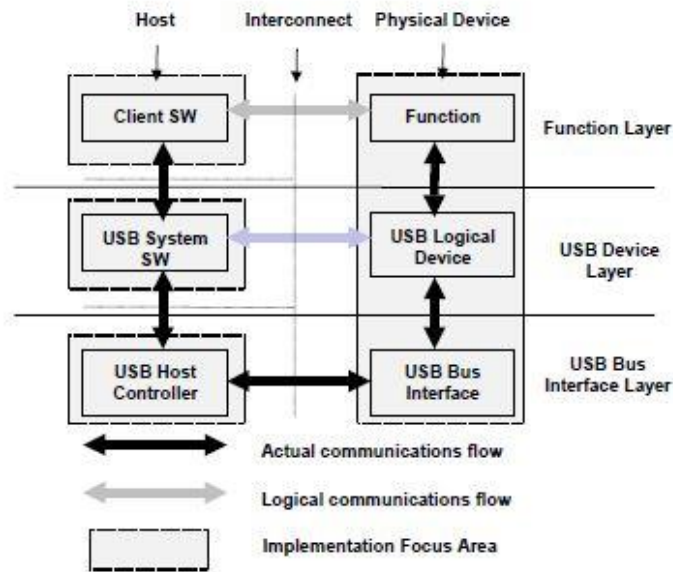 Host
Interconnect
Physical Device
Client SW
Function
Function Layer
USB System
SW
USB Logical
Device
USB Device
Layer
USB Host
Controller
USB Bus
Interface
USB Bus
Interface Layer
Actual communications flow
Logical communications flow
Implementation Focus Area